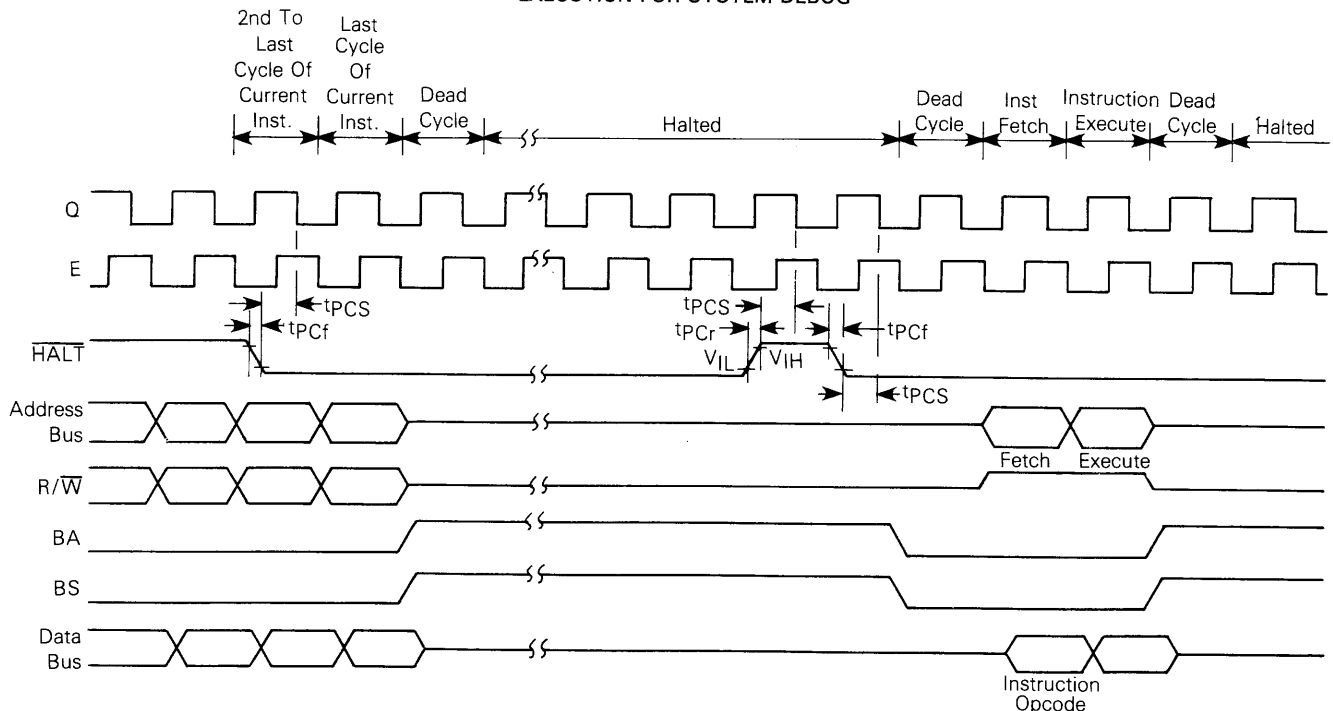 2nd To
Last
Cycle Of
Current
Inst.
Last
Cycle
Of
Current
Inst.
Dead
Cycle
Halted
Dead
Cycle
Inst
Fetch
Instruction
Execute
Dead
Cycle
Halted
Q
E
tPCS
tPCf
tPCS
tPCr
tPCf
HALT
VIL
VIH
tPCS
Address
Bus
Fetch
Execute
R/W
BA
BS
Data
Bus
Instruction
Opcode